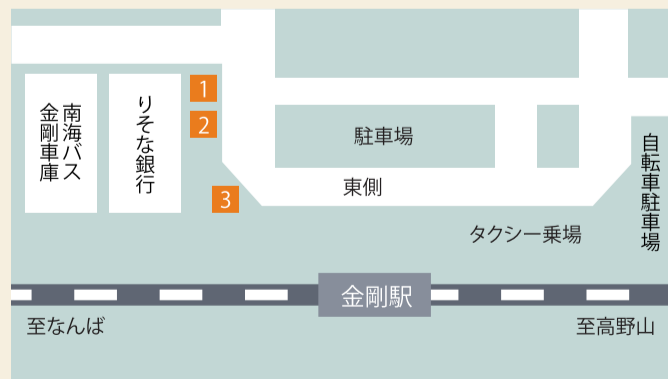 南海バス
金剛車庫
りそな銀行
1
2
3
駐車場
東側
タクシー乗場
自転車駐車場
金剛駅
至なんば
至高野山